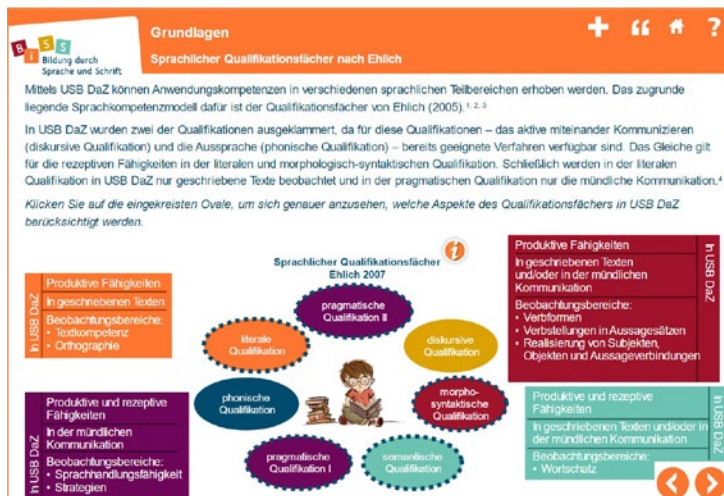 Grundlagen
Sprachlicher Qualifikationsfächer nach Ehlich
BiSS
Bildung durch
Sprache und Schrift
Mittels USB DaZ können Anwendungskompetenzen in verschiedenen sprachlichen Teilbereichen erhoben werden. Das zugrunde
liegende Sprachkompetenzmodell dafür ist der Qualifikationsfächer von Ehlich (2005). 1, 2, 3
In USB DaZ wurden zwei der Qualifikationen ausgeklammert, da für diese Qualifikationen – das aktive miteinander Kommunizieren
(diskursive Qualifikation) und die Aussprache (phonische Qualifikation) – bereits geeignete Verfahren verfügbar sind. Das Gleiche gilt
für die rezeptiven Fähigkeiten in der literalen und morphologisch-syntaktischen Qualifikation. Schließlich werden in der literalen
Qualifikation in USB DaZ nur geschriebene Texte beobachtet und in der pragmatischen Qualifikation nur die mündliche Kommunikation. 4
Klicken Sie auf die eingekreisten Ovale, um sich genauer anzusehen, welche Aspekte des Qualifikationsfächers in USB DaZ
berücksichtigt werden.
Sprachlicher Qualifikationsfächer
Ehlich 2007
In USB DaZ
Produktive Fähigkeiten
In geschriebenen Texten
Beobachtungsbereiche:
• Textkompetenz
• Orthographie
In USB DaZ
Produktive und rezeptive
Fähigkeiten
In der mündlichen
Kommunikation
Beobachtungsbereiche:
• Sprachhandlungsfähigkeit
• Strategien
pragmatische
Qualifikation II
literale
Qualifikation
diskursive
Qualifikation
phonische
Qualifikation
morpho-
syntaktische
Qualifikation
pragmatische
Qualifikation I
semantische
Qualifikation
Produktive Fähigkeiten
In geschriebenen Texten
und/oder in der mündlichen
Kommunikation
Beobachtungsbereiche:
• Verbformen
• Verbstellungen in Aussagesätzen
• Realisierung von Subjekten,
Objekten und Aussageverbindungen
In USB DaZ
Produktive und rezeptive
Fähigkeiten
In geschriebenen Texten und/oder in
der mündlichen Kommunikation
Beobachtungsbereiche:
• Wortschatz
In USB DaZ